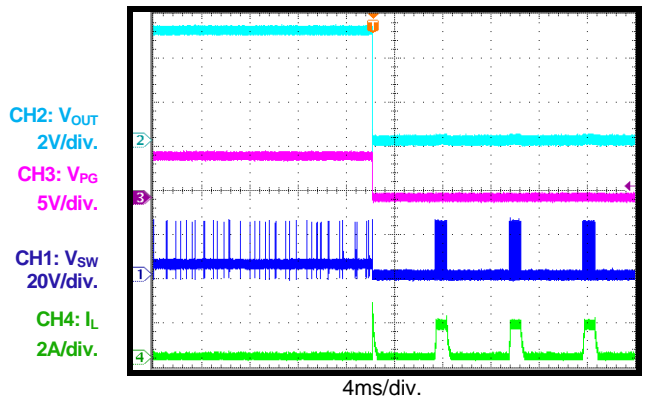 T
CH2: VOUT
2V/div.
2
CH3: VPG
5V/div.
3
CH1: VSW
20V/div.
1
CH4: IL
2A/div.
4
4ms/div.